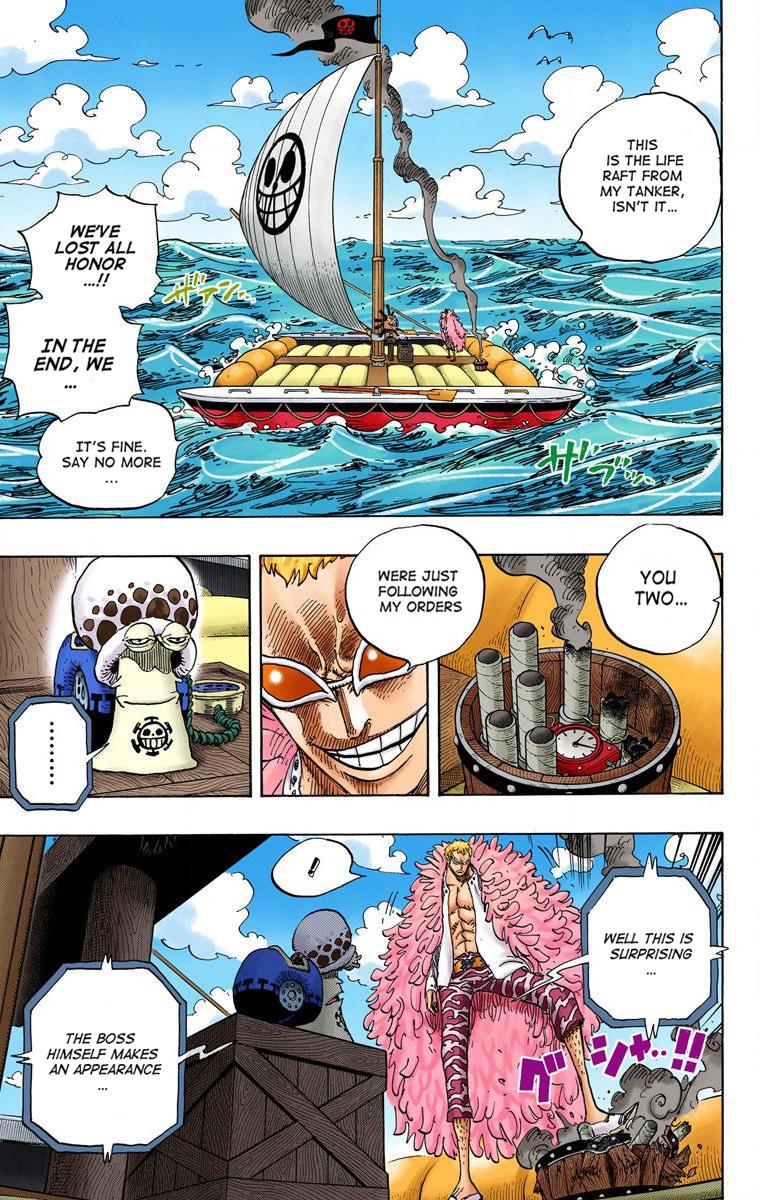 THIS
IS THE LIFE
RAFT FROM
MY TANKER,
ISN'T IT...
WE'VE
LOST ALL
HONOR
....!!
IN THE
END, WE
...
IT'S FINE.
SAY NO MORE
...
ザァァン...
ザブッ...
YOU
TWO...
WERE JUST
FOLLOWING
MY ORDERS
........
!
WELL THIS IS
SURPRISING
...
グシャ..!!
THE BOSS
HIMSELF MAKES
AN APPEARANCE
...